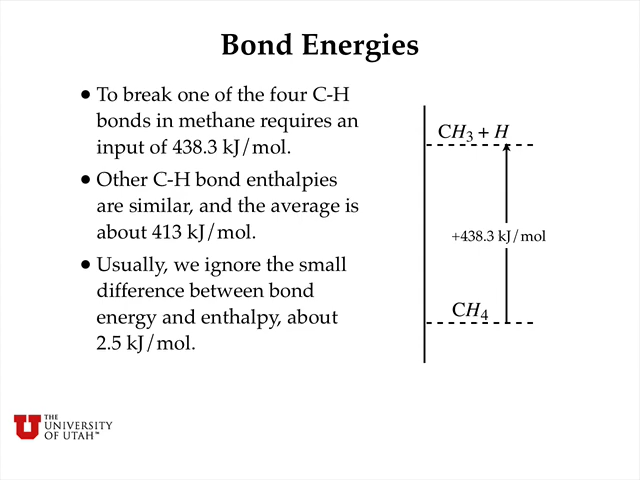 Bond Energies
• To break one of the four C-H
bonds in methane requires an
input of 438.3 kJ/mol.
• Other C-H bond enthalpies
are similar, and the average is
about 413 kJ/mol.
• Usually, we ignore the small
difference between bond
energy and enthalpy, about
2.5 kJ/mol.
CH₃ + H
+438.3 kJ/mol
CH₄
THE
UNIVERSITY
OF UTAH™